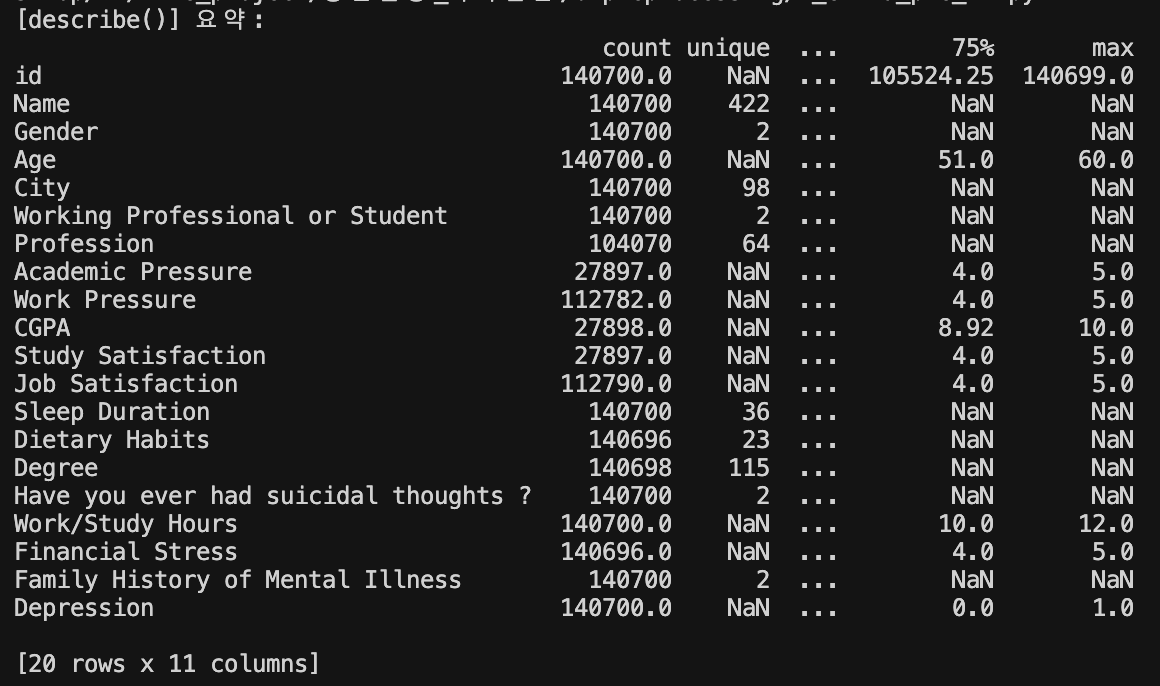 [describe()] 요약:
count unique ... 75% max
id 140700.0 NaN ... 105524.25 140699.0
Name 140700 422 ... NaN NaN
Gender 140700 2 ... NaN NaN
Age 140700.0 NaN ... 51.0 60.0
City 140700 98 ... NaN NaN
Working Professional or Student 140700 2 ... NaN NaN
Profession 104070 64 ... NaN NaN
Academic Pressure 27897.0 NaN ... 4.0 5.0
Work Pressure 112782.0 NaN ... 4.0 5.0
CGPA 27898.0 NaN ... 8.92 10.0
Study Satisfaction 27897.0 NaN ... 4.0 5.0
Job Satisfaction 112790.0 NaN ... 4.0 5.0
Sleep Duration 140700 36 ... NaN NaN
Dietary Habits 140696 23 ... NaN NaN
Degree 140698 115 ... NaN NaN
Have you ever had suicidal thoughts ? 140700 2 ... NaN NaN
Work/Study Hours 140700.0 NaN ... 10.0 12.0
Financial Stress 140696.0 NaN ... 4.0 5.0
Family History of Mental Illness 140700 2 ... NaN NaN
Depression 140700.0 NaN ... 0.0 1.0
[20 rows x 11 columns]